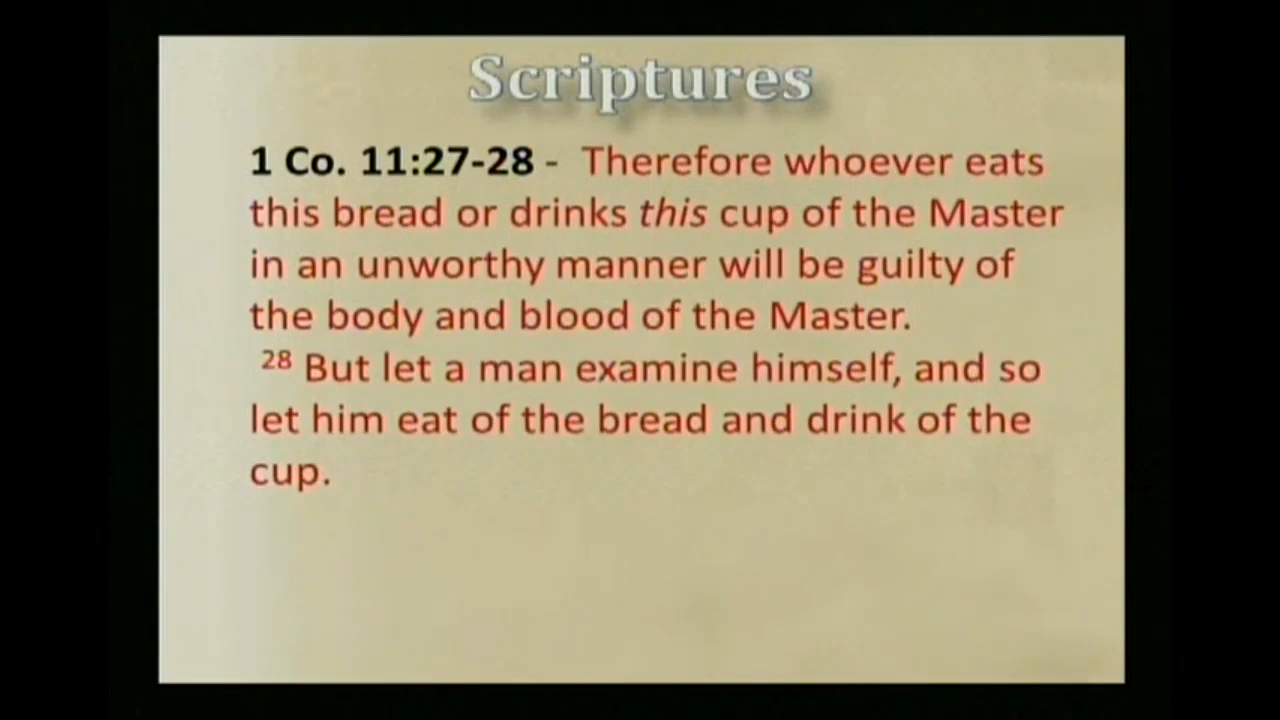 Scriptures
1 Co. 11:27-28 - Therefore whoever eats
this bread or drinks this cup of the Master
in an unworthy manner will be guilty of
the body and blood of the Master.
28 But let a man examine himself, and so
let him eat of the bread and drink of the
cup.